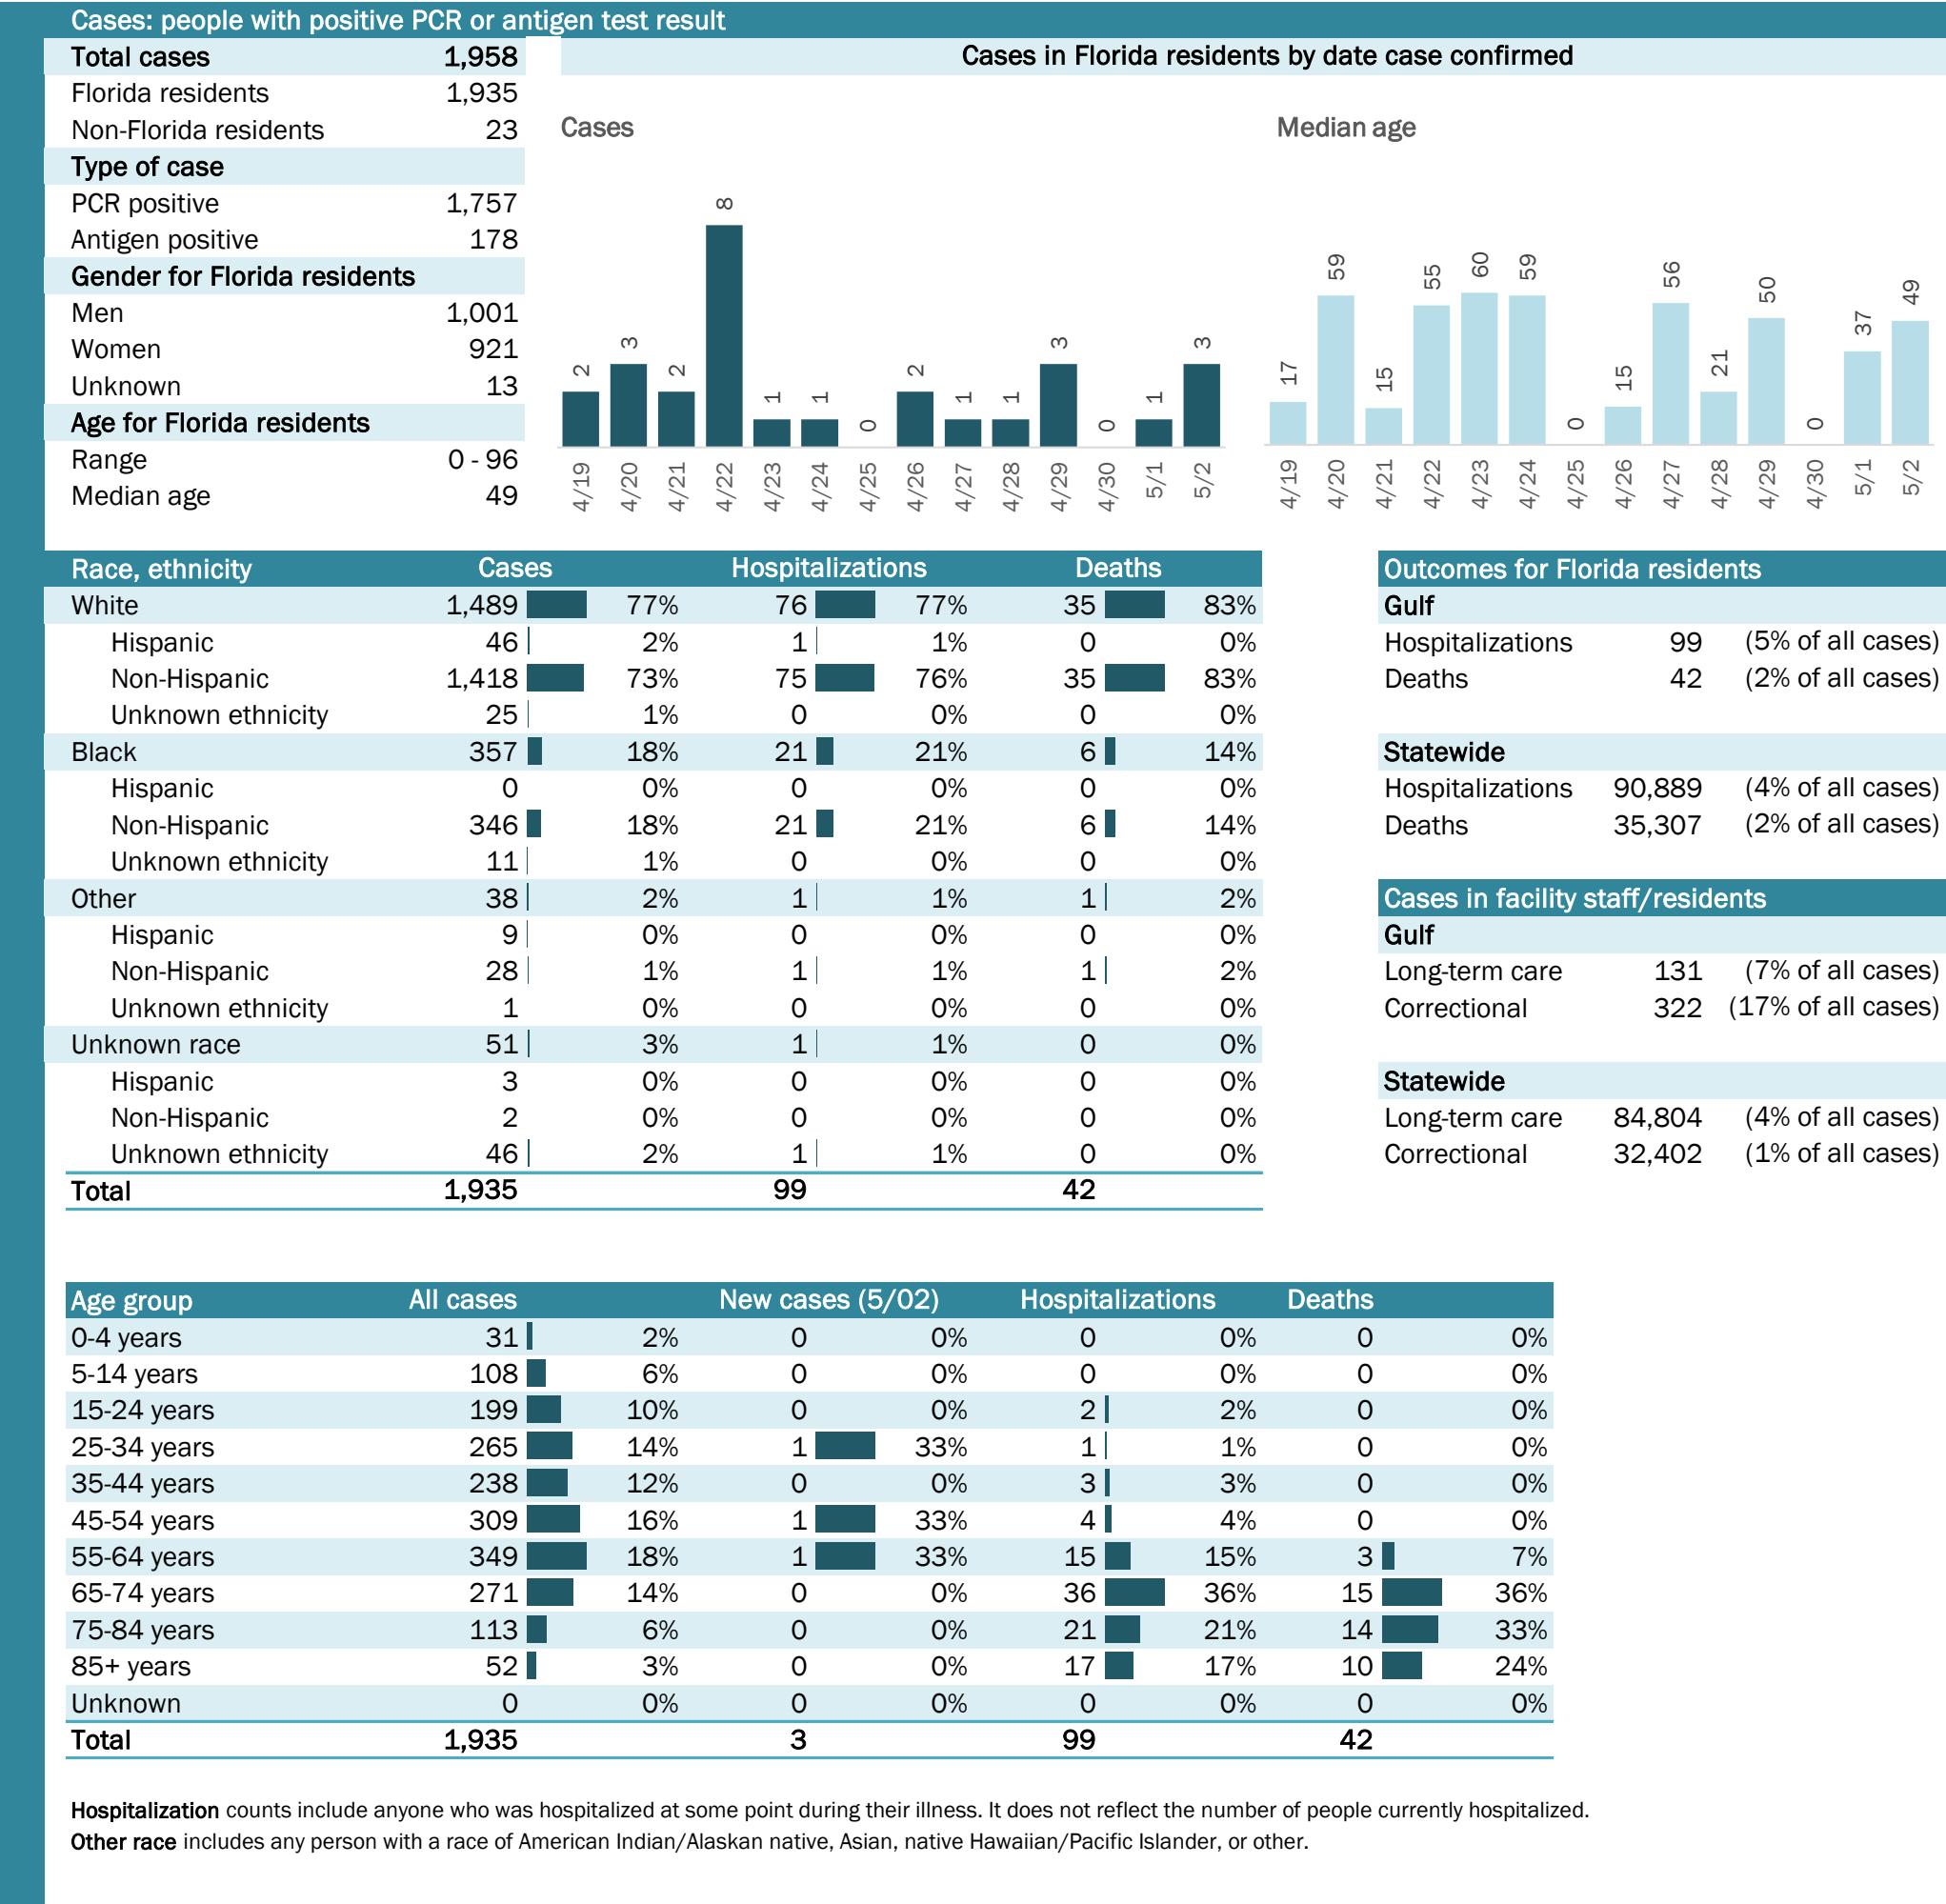 Cases: people with positive PCR or antigen test result
Total cases 1,958
Florida residents 1,935
Non-Florida residents 23
Type of case
PCR positive 1,757
Antigen positive 178
Gender for Florida residents
Men 1,001
Women 921
Unknown 13
Age for Florida residents
Range 0 - 96
Median age 49
Cases in Florida residents by date case confirmed
Cases
2 3 2 8 1 1 0 2 1 1 3 0 1 3
4/19 4/20 4/21 4/22 4/23 4/24 4/25 4/26 4/27 4/28 4/29 4/30 5/1 5/2
Median age
17 59 15 55 60 59 0 15 56 21 50 0 37 49
4/19 4/20 4/21 4/22 4/23 4/24 4/25 4/26 4/27 4/28 4/29 4/30 5/1 5/2
Race, ethnicity Cases Hospitalizations Deaths
White 1,489 77% 76 77% 35 83%
Hispanic 46 2% 1 1% 0 0%
Non-Hispanic 1,418 73% 75 76% 35 83%
Unknown ethnicity 25 1% 0 0% 0 0%
Black 357 18% 21 21% 6 14%
Hispanic 0 0% 0 0% 0 0%
Non-Hispanic 346 18% 21 21% 6 14%
Unknown ethnicity 11 1% 0 0% 0 0%
Other 38 2% 1 1% 1 2%
Hispanic 9 0% 0 0% 0 0%
Non-Hispanic 28 1% 1 1% 1 2%
Unknown ethnicity 1 0% 0 0% 0 0%
Unknown race 51 3% 1 1% 0 0%
Hispanic 3 0% 0 0% 0 0%
Non-Hispanic 2 0% 0 0% 0 0%
Unknown ethnicity 46 2% 1 1% 0 0%
Total 1,935 99 42
Outcomes for Florida residents
Gulf
Hospitalizations 99 (5% of all cases)
Deaths 42 (2% of all cases)
Statewide
Hospitalizations 90,889 (4% of all cases)
Deaths 35,307 (2% of all cases)
Cases in facility staff/residents
Gulf
Long-term care 131 (7% of all cases)
Correctional 322 (17% of all cases)
Statewide
Long-term care 84,804 (4% of all cases)
Correctional 32,402 (1% of all cases)
Age group All cases New cases (5/02) Hospitalizations Deaths
0-4 years 31 2% 0 0% 0 0% 0 0%
5-14 years 108 6% 0 0% 0 0% 0 0%
15-24 years 199 10% 0 0% 2 2% 0 0%
25-34 years 265 14% 1 33% 1 1% 0 0%
35-44 years 238 12% 0 0% 3 3% 0 0%
45-54 years 309 16% 1 33% 4 4% 0 0%
55-64 years 349 18% 1 33% 15 15% 3 7%
65-74 years 271 14% 0 0% 36 36% 15 36%
75-84 years 113 6% 0 0% 21 21% 14 33%
85+ years 52 3% 0 0% 17 17% 10 24%
Unknown 0 0% 0 0% 0 0% 0 0%
Total 1,935 3 99 42
Hospitalization counts include anyone who was hospitalized at some point during their illness. It does not reflect the number of people currently hospitalized.
Other race includes any person with a race of American Indian/Alaskan native, Asian, native Hawaiian/Pacific Islander, or other.